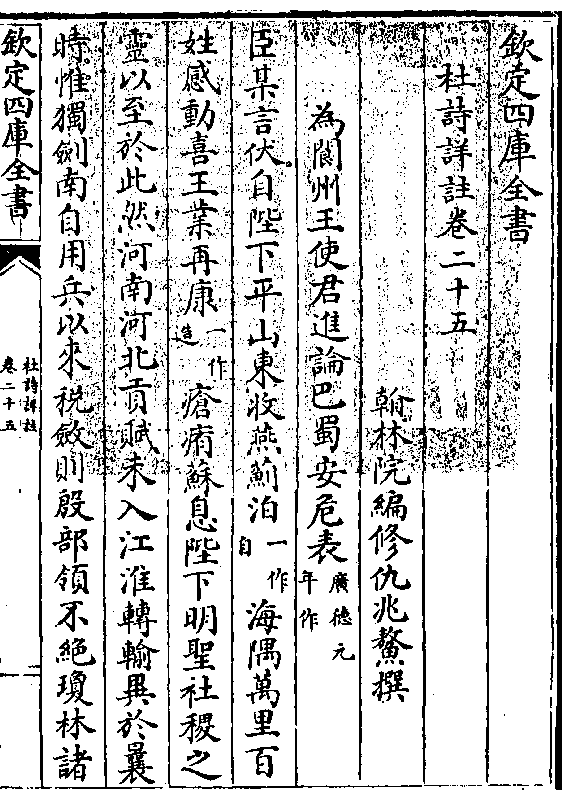 欽定四庫全書
杜詩詳註卷二十五
翰林院編修仇兆鰲撰
為閬州王使君進論巴蜀安危表廣德元年作
臣某言伏自陛下平山東收燕薊泊一作自海隅萬里百
姓感動喜王業再康一作造瘡痏蘇息陛下明聖社稷之
靈以至於此然河南河北貢賦未入江淮轉輸異於曩
時惟獨劍南自用兵以來税斂則殷部領不絶瓊林諸
欽定四庫全書
杜詩詳註
卷二十五